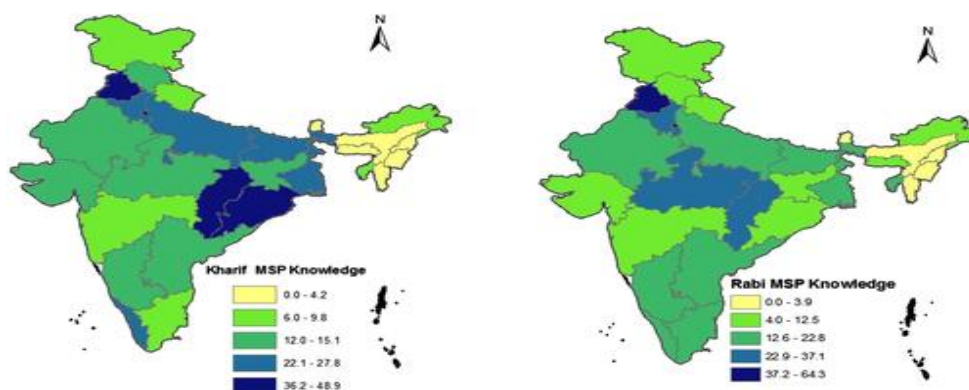 N
Kharif MSP Knowledge
0.0 - 4.2
6.0 - 9.8
12.0 - 15.1
22.1 - 27.8
36.2 - 48.9
N
Rabi MSP Knowledge
0.0 - 3.9
4.0 - 12.5
12.6 - 22.8
22.9 - 37.1
37.2 - 64.3